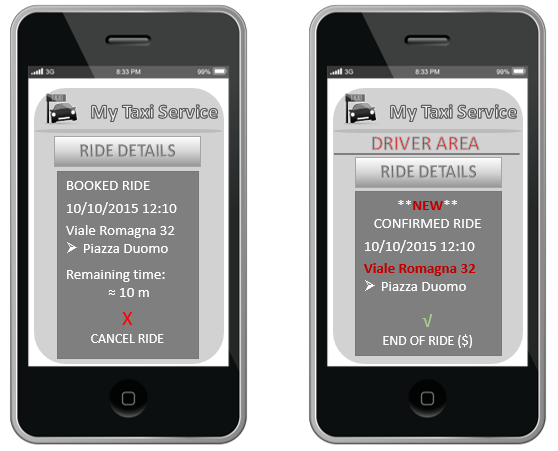 3G 8:33 PM 99%
TAXI
My Taxi Service
RIDE DETAILS
BOOKED RIDE
10/10/2015 12:10
Viale Romagna 32
➢ Piazza Duomo
Remaining time:
≈ 10 m
X
CANCEL RIDE
3G 8:33 PM 99%
TAXI
My Taxi Service
DRIVER AREA
RIDE DETAILS
**NEW**
CONFIRMED RIDE
10/10/2015 12:10
Viale Romagna 32
➢ Piazza Duomo
√
END OF RIDE ($)